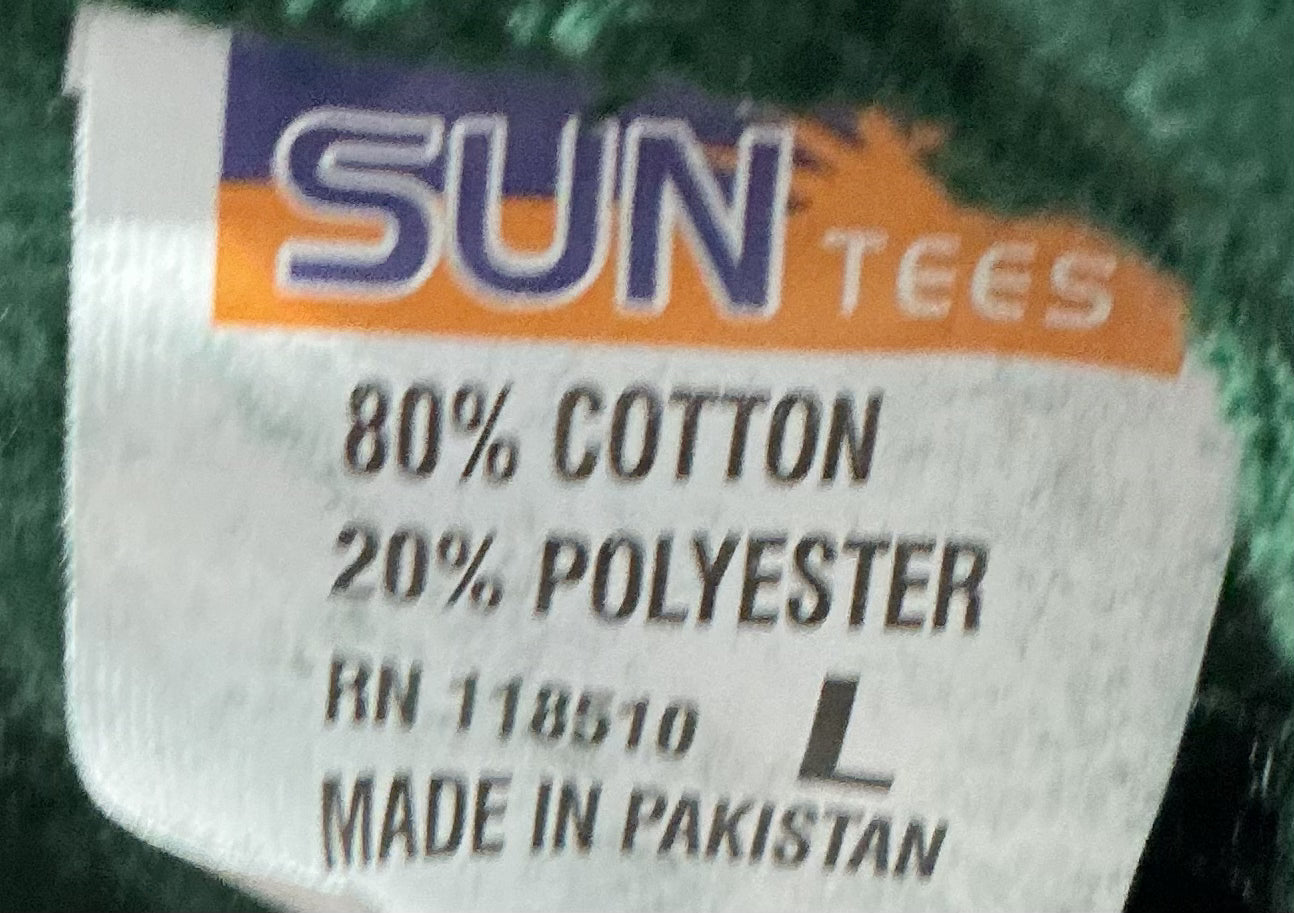 SUN TEES
80% COTTON
20% POLYESTER
RN 118510 L
MADE IN PAKISTAN